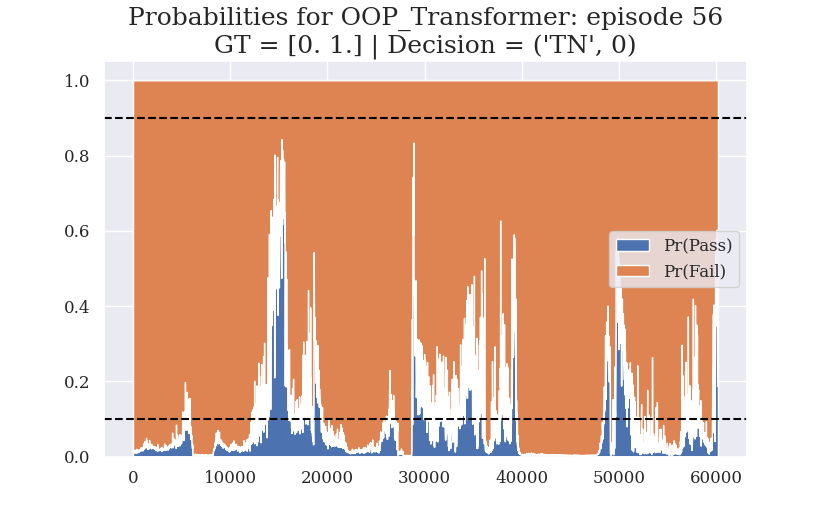 Probabilities for OOP_Transformer: episode 56
GT = [0. 1.] | Decision = ('TN', 0)
1.0
0.8
0.6
0.4
0.2
0.0
Pr(Pass)
Pr(Fail)
0 10000 20000 30000 40000 50000 60000